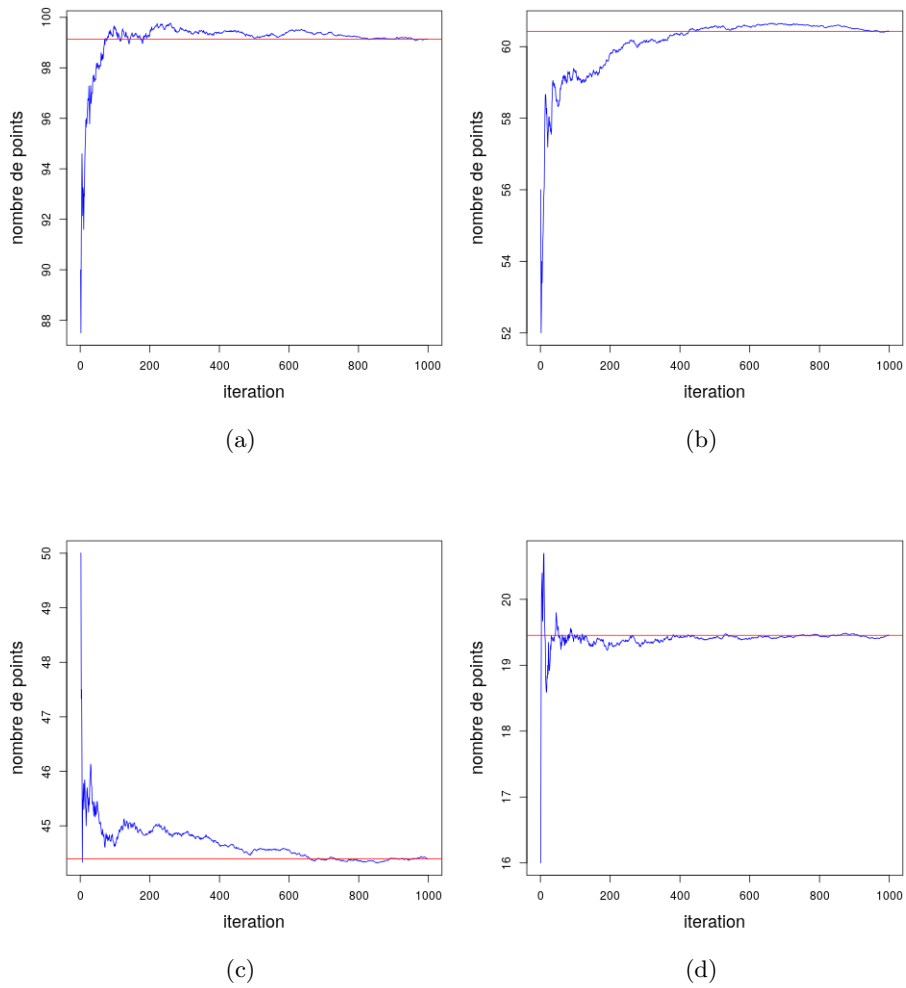 nombre de points
100
98
96
94
92
90
88
0 200 400 600 800 1000
iteration
(a)
nombre de points
60
58
56
54
52
0 200 400 600 800 1000
iteration
(b)
nombre de points
50
49
48
47
46
45
0 200 400 600 800 1000
iteration
(c)
nombre de points
20
19
18
17
16
0 200 400 600 800 1000
iteration
(d)